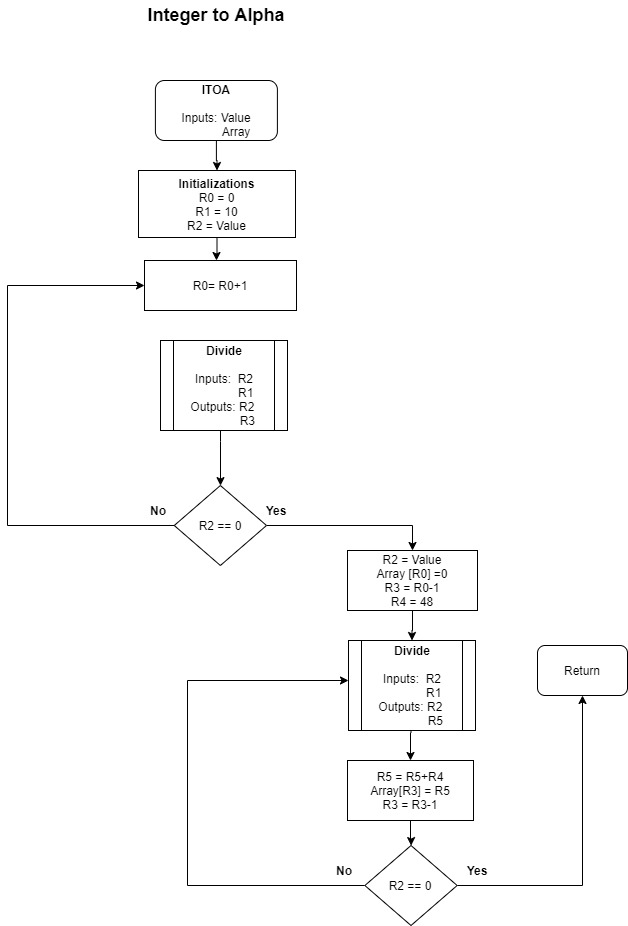 Integer to Alpha
ITOA
Inputs: Value
Array
Initializations
R0 = 0
R1 = 10
R2 = Value
R0= R0+1
Divide
Inputs: R2
R1
Outputs: R2
R3
No
Yes
R2 == 0
R2 = Value
Array [R0] =0
R3 = R0-1
R4 = 48
Divide
Inputs: R2
R1
Outputs: R2
R5
Return
R5 = R5+R4
Array[R3] = R5
R3 = R3-1
No
Yes
R2 == 0